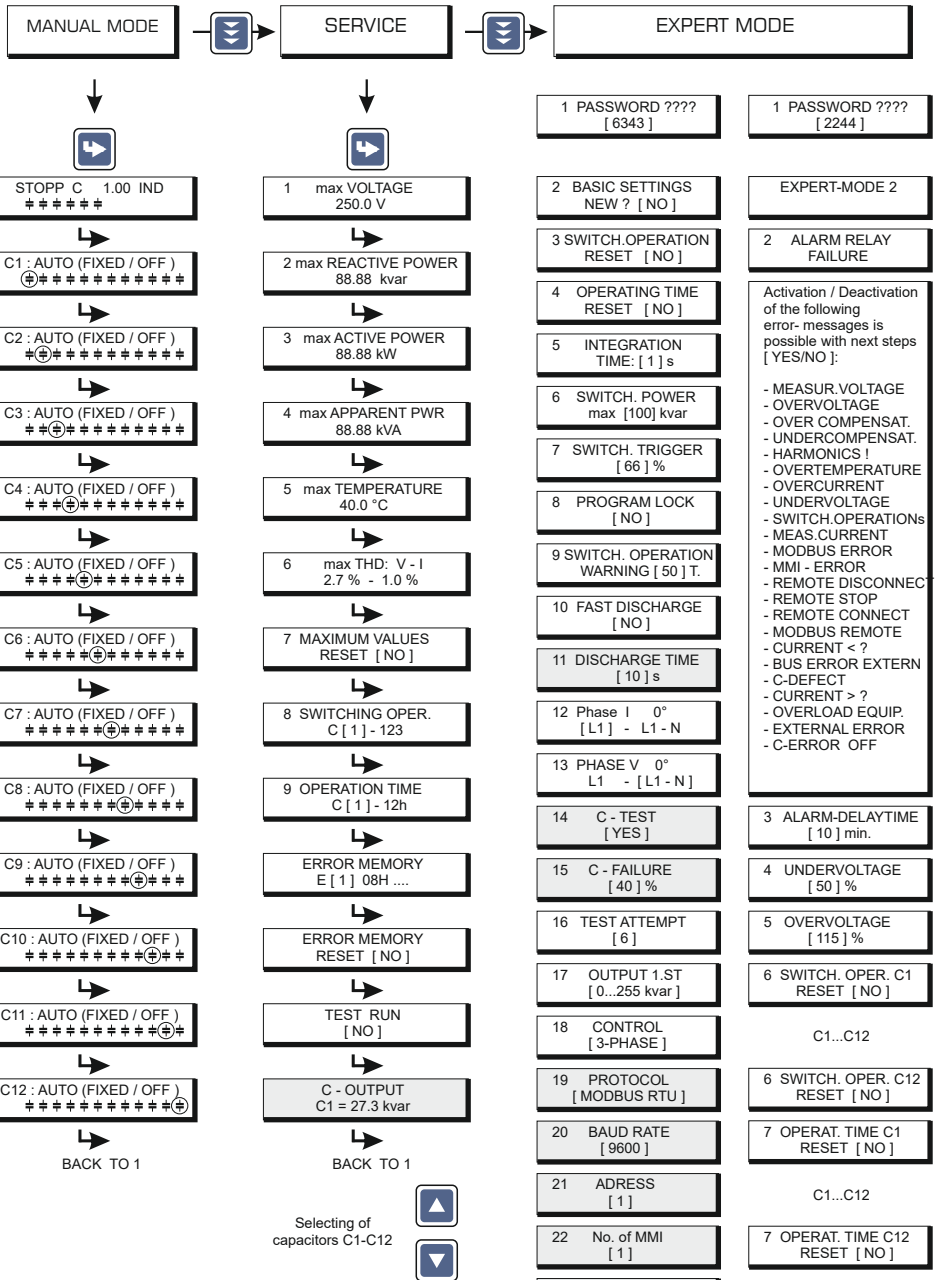 MANUAL MODE
SERVICE
EXPERT MODE
STOPP C 1.00 IND
C1 : AUTO (FIXED / OFF )
C2 : AUTO (FIXED / OFF )
C3 : AUTO (FIXED / OFF )
C4 : AUTO (FIXED / OFF )
C5 : AUTO (FIXED / OFF )
C6 : AUTO (FIXED / OFF )
C7 : AUTO (FIXED / OFF )
C8 : AUTO (FIXED / OFF )
C9 : AUTO (FIXED / OFF )
C10 : AUTO (FIXED / OFF )
C11 : AUTO (FIXED / OFF )
C12 : AUTO (FIXED / OFF )
BACK TO 1
1 max VOLTAGE
250.0 V
2 max REACTIVE POWER
88.88 kvar
3 max ACTIVE POWER
88.88 kW
4 max APPARENT PWR
88.88 kVA
5 max TEMPERATURE
40.0 °C
6 max THD: V - I
2.7 % - 1.0 %
7 MAXIMUM VALUES
RESET [ NO ]
8 SWITCHING OPER.
C [ 1 ] - 123
9 OPERATION TIME
C [ 1 ] - 12h
ERROR MEMORY
E [ 1 ] 08H ....
ERROR MEMORY
RESET [ NO ]
TEST RUN
[ NO ]
C - OUTPUT
C1 = 27.3 kvar
BACK TO 1
Selecting of
capacitors C1-C12
1 PASSWORD ????
[ 6343 ]
2 BASIC SETTINGS
NEW ? [ NO ]
3 SWITCH.OPERATION
RESET [ NO ]
4 OPERATING TIME
RESET [ NO ]
5 INTEGRATION
TIME: [ 1 ] s
6 SWITCH. POWER
max [100] kvar
7 SWITCH. TRIGGER
[ 66 ] %
8 PROGRAM LOCK
[ NO ]
9 SWITCH. OPERATION
WARNING [ 50 ] T.
10 FAST DISCHARGE
[ NO ]
11 DISCHARGE TIME
[ 10 ] s
12 Phase I 0°
[ L1 ] - L1 - N
13 PHASE V 0°
L1 - [ L1 - N ]
14 C - TEST
[ YES ]
15 C - FAILURE
[ 40 ] %
16 TEST ATTEMPT
[ 6 ]
17 OUTPUT 1.ST
[ 0...255 kvar ]
18 CONTROL
[ 3-PHASE ]
19 PROTOCOL
[ MODBUS RTU ]
20 BAUD RATE
[ 9600 ]
21 ADRESS
[ 1 ]
22 No. of MMI
[ 1 ]
1 PASSWORD ????
[ 2244 ]
EXPERT-MODE 2
2 ALARM RELAY
FAILURE
Activation / Deactivation
of the following
error- messages is
possible with next steps
[ YES/NO ]:
- MEASUR.VOLTAGE
- OVERVOLTAGE
- OVER COMPENSAT.
- UNDERCOMPENSAT.
- HARMONICS !
- OVERTEMPERATURE
- OVERCURRENT
- UNDERVOLTAGE
- SWITCH.OPERATIONs
- MEAS.CURRENT
- MODBUS ERROR
- MMI - ERROR
- REMOTE DISCONNECT
- REMOTE STOP
- REMOTE CONNECT
- MODBUS REMOTE
- CURRENT < ?
- BUS ERROR EXTERN
- C-DEFECT
- CURRENT > ?
- OVERLOAD EQUIP.
- EXTERNAL ERROR
- C-ERROR OFF
3 ALARM-DELAYTIME
[ 10 ] min.
4 UNDERVOLTAGE
[ 50 ] %
5 OVERVOLTAGE
[ 115 ] %
6 SWITCH. OPER. C1
RESET [ NO ]
C1...C12
6 SWITCH. OPER. C12
RESET [ NO ]
7 OPERAT. TIME C1
RESET [ NO ]
C1...C12
7 OPERAT. TIME C12
RESET [ NO ]